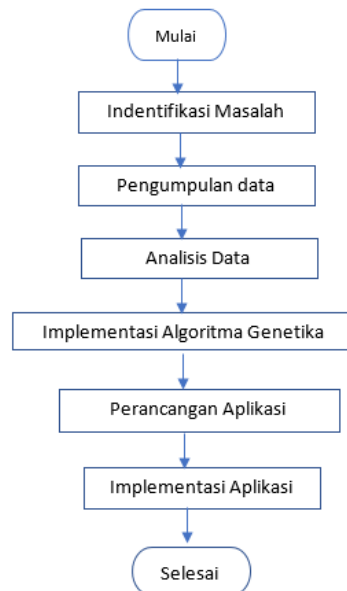 Mulai
Indentifikasi Masalah
Pengumpulan data
Analisis Data
Implementasi Algoritma Genetika
Perancangan Aplikasi
Implementasi Aplikasi
Selesai